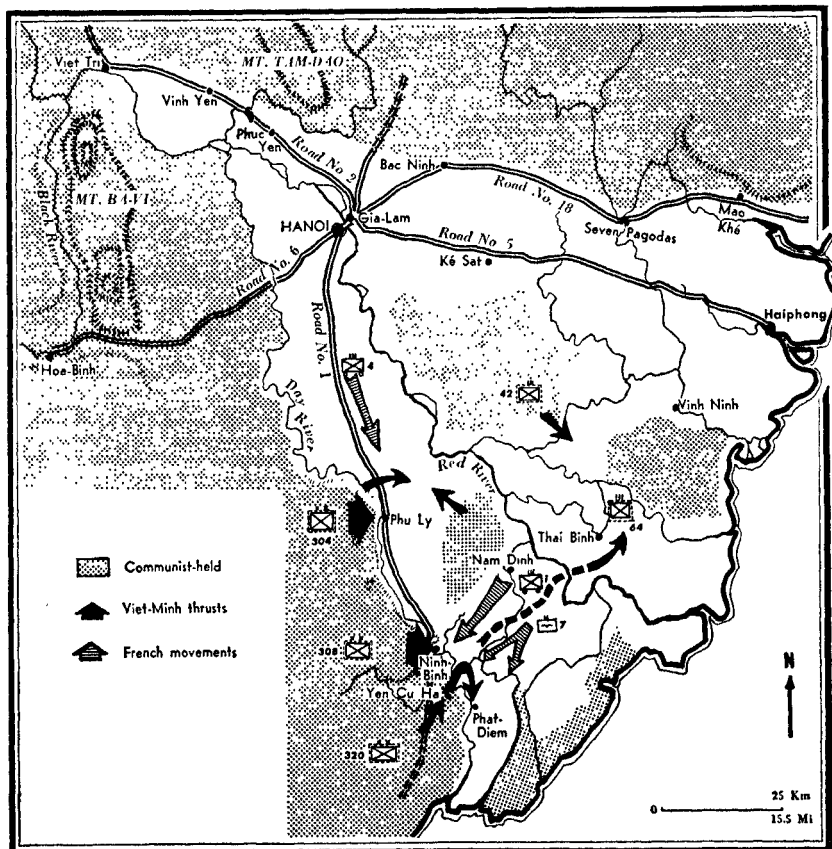 MT. TAM-DAO
Viet Tri
Vinh Yen
Phuc
Yen
Road No 2
Bac Ninh
Road No. 18
Mao
Khé
MT. BA-VI
Black River
HANOI
Gia-Lam
Seven Pagodas
Road No. 5
Road No. 6
Ké Sat
Haiphong
Road No. 1
Hoa-Binh
4
42
Vinh Ninh
Day River
Red River
304
Phu Ly
64
Thai Binh
Communist-held
Nam Dinh
1
Viet-Minh thrusts
7
French movements
308
Ninh
Binh
N
Yen Cu Ha
Phat-
Diem
320
0
25 Km
15.5 Mi